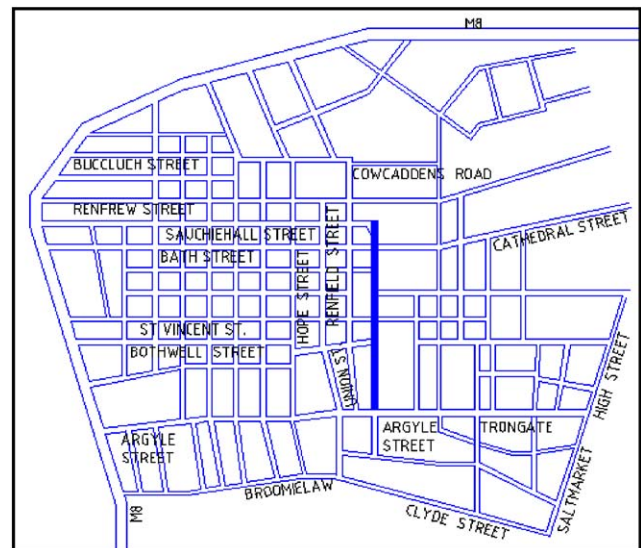 M8
BUCCLUCH STREET
COWCADDENS ROAD
RENFREW STREET
SAUCHIEHALL STREET
BATH STREET
HOPE STREET
RENFIELD STREET
CATHEDRAL STREET
ST VINCENT ST.
BOTHWELL STREET
UNION ST
HIGH STREET
ARGYLE
STREET
ARGYLE
STREET
TRONGATE
BROOMIELAW
CLYDE STREET
SALTMARKET
M8